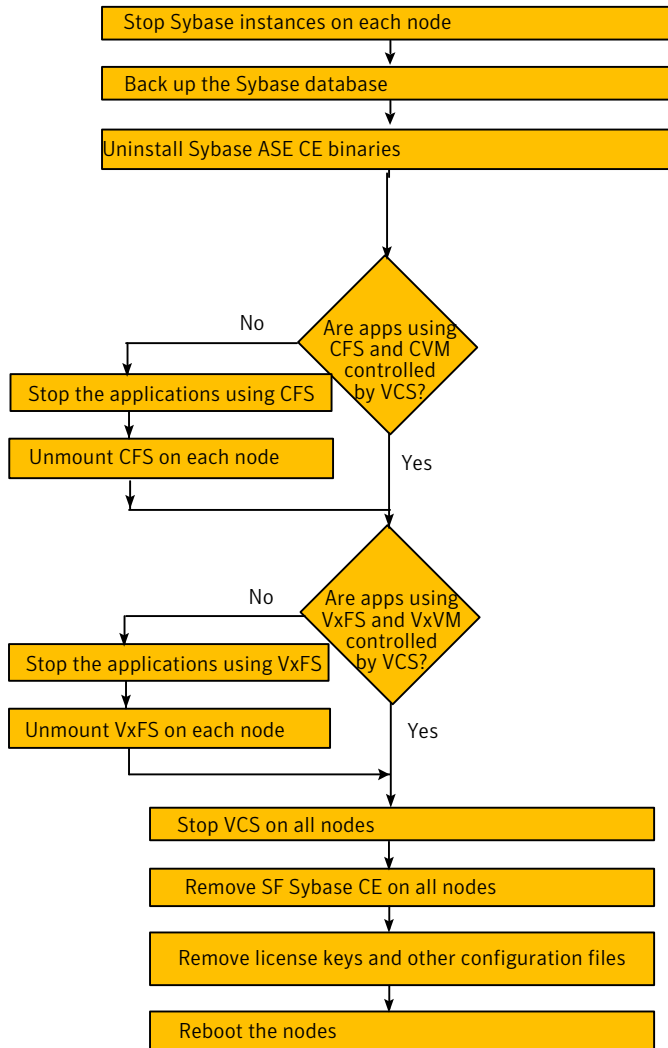 Stop Sybase instances on each node
Back up the Sybase database
Uninstall Sybase ASE CE binaries
No
Are apps using
CFS and CVM
controlled
by VCS?
Stop the applications using CFS
Unmount CFS on each node
Yes
No
Are apps using
VxFS and VxVM
controlled
by VCS?
Stop the applications using VxFS
Unmount VxFS on each node
Yes
Stop VCS on all nodes
Remove SF Sybase CE on all nodes
Remove license keys and other configuration files
Reboot the nodes